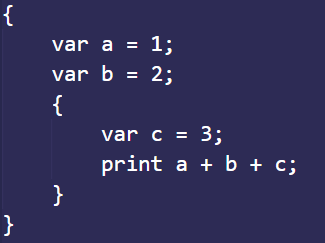 {
    var a = 1;
    var b = 2;
    {
        var c = 3;
        print a + b + c;
    }
}